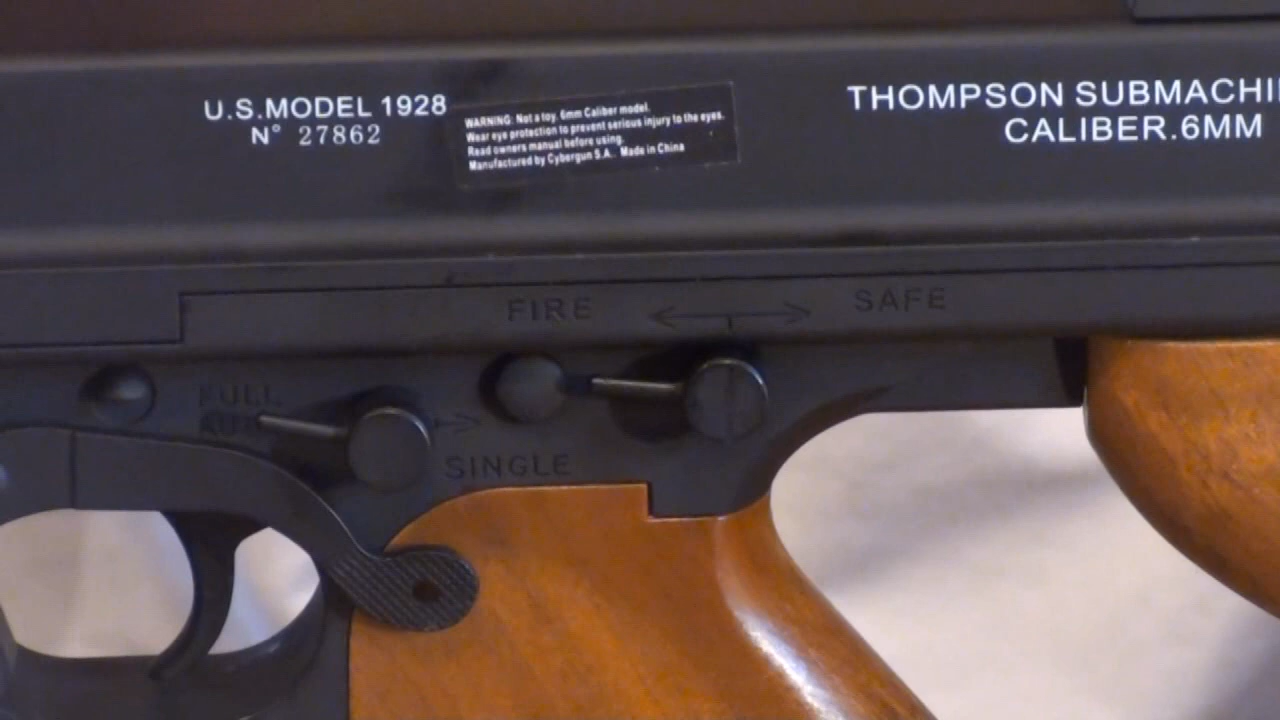 U.S.MODEL 1928
N° 27862
WARNING: Not a toy. 6mm Caliber model.
Wear eye protection to prevent serious injury to the eyes.
Read owners manual before using.
Manufactured by Cybergun S.A.. Made in China
THOMPSON SUBMACHI
CALIBER.6MM
FIRE
SAFE
FULL
SINGLE